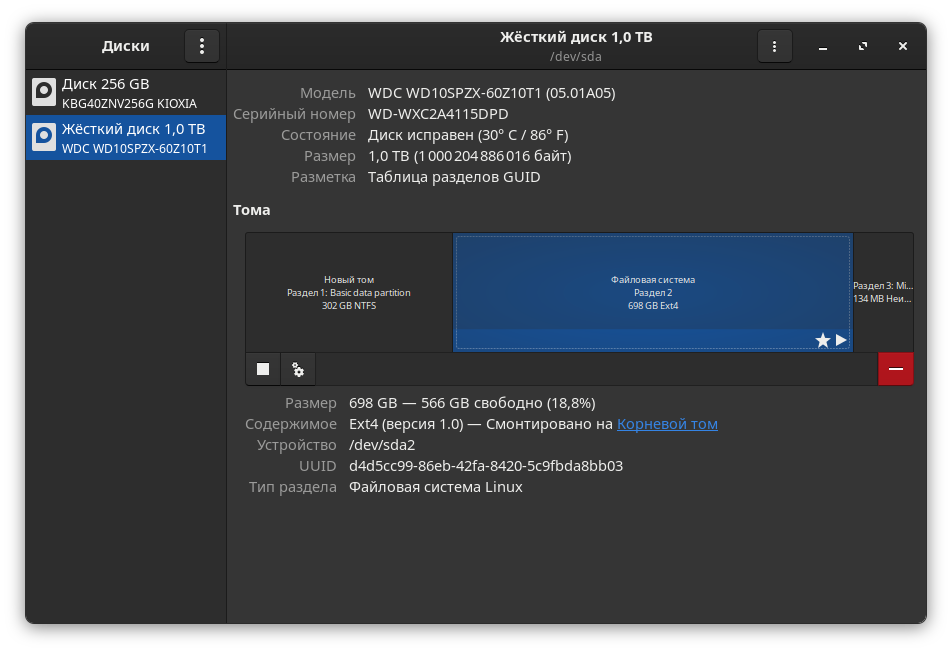 Диски
Жёсткий диск 1,0 TB
/dev/sda
Диск 256 GB
KBG40ZNV256G KIOXIA
Жёсткий диск 1,0 TB
WDC WD10SPZX-60Z10T1
Модель WDC WD10SPZX-60Z10T1 (05.01A05)
Серийный номер WD-WXC2A4115DPD
Состояние Диск исправен (30° C / 86° F)
Размер 1,0 TB (1 000 204 886 016 байт)
Разметка Таблица разделов GUID
Тома
Новый том
Раздел 1: Basic data partition
302 GB NTFS
Файловая система
Раздел 2
698 GB Ext4
Раздел 3: Mi…
134 MB Неи…
Размер 698 GB — 566 GB свободно (18,8%)
Содержимое Ext4 (версия 1.0) — Смонтировано на Корневой том
Устройство /dev/sda2
UUID d4d5cc99-86eb-42fa-8420-5c9fbda8bb03
Тип раздела Файловая система Linux